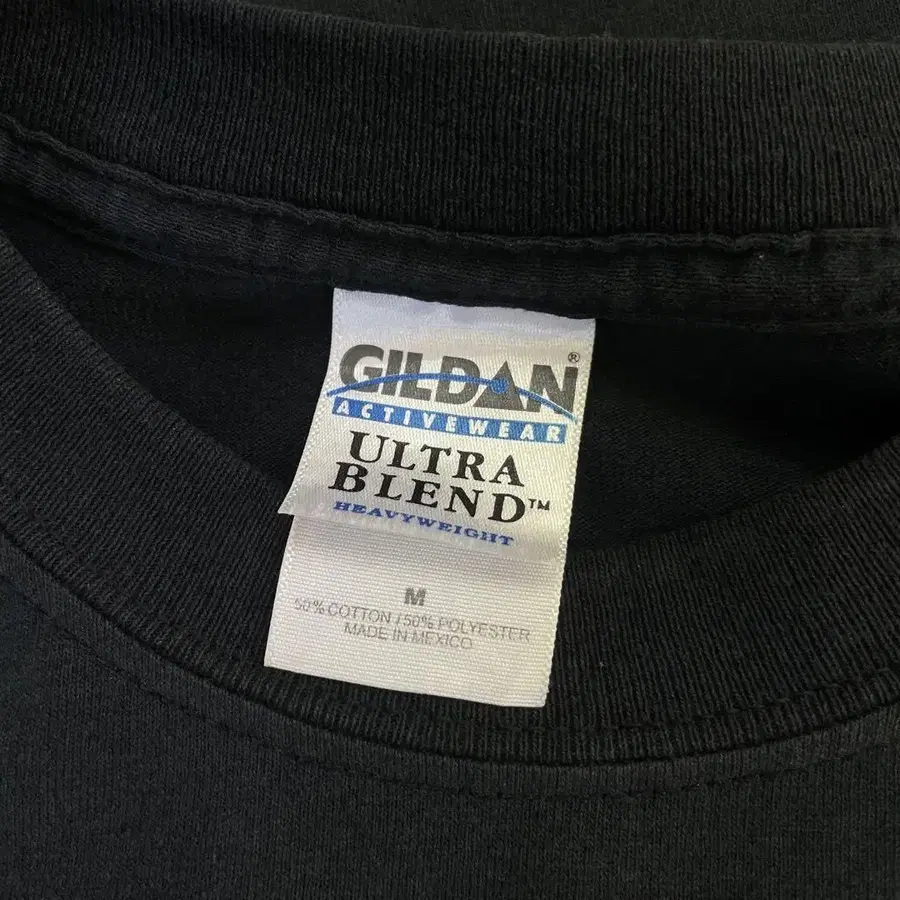 GILDAN®
ACTIVEWEAR
ULTRA
BLEND™
HEAVYWEIGHT
M
50% COTTON / 50% POLYESTER
MADE IN MEXICO